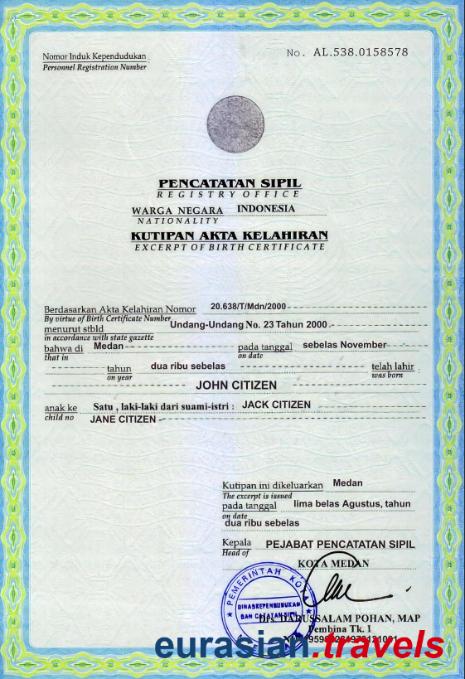 Nomor Induk Kependudukan
Personnel Registration Number
No. AL.538.0158578
PENCATATAN SIPIL
REGISTRY OFFICE
WARGA NEGARA INDONESIA
NATIONALITY
KUTIPAN AKTA KELAHIRAN
EXCERPT OF BIRTH CERTIFICATE
Berdasarkan Akta Kelahiran Nomor 20.638/T/Mdn/2000
By virtue of Birth Certificate Number
menurut stbld Undang-Undang No. 23 Tahun 2000
in accordance with state gazette
bahwa di Medan pada tanggal sebelas November
that in on date
tahun dua ribu sebelas telah lahir
on year was born
JOHN CITIZEN
anak ke Satu , laki-laki dari suami-istri : JACK CITIZEN
child no JANE CITIZEN
Kutipan ini dikeluarkan Medan
The excerpt is issued
pada tanggal lima belas Agustus, tahun
on date
dua ribu sebelas
Kepala PEJABAT PENCATATAN SIPIL
Head of
KOTA MEDAN
PEMERINTAH KOTA
DINAS KEPENDUDUKAN
DAN CATATAN SIPIL
Drs. DARUSSALAM POHAN, MAP
Pembina Tk. 1
eurasian.travels